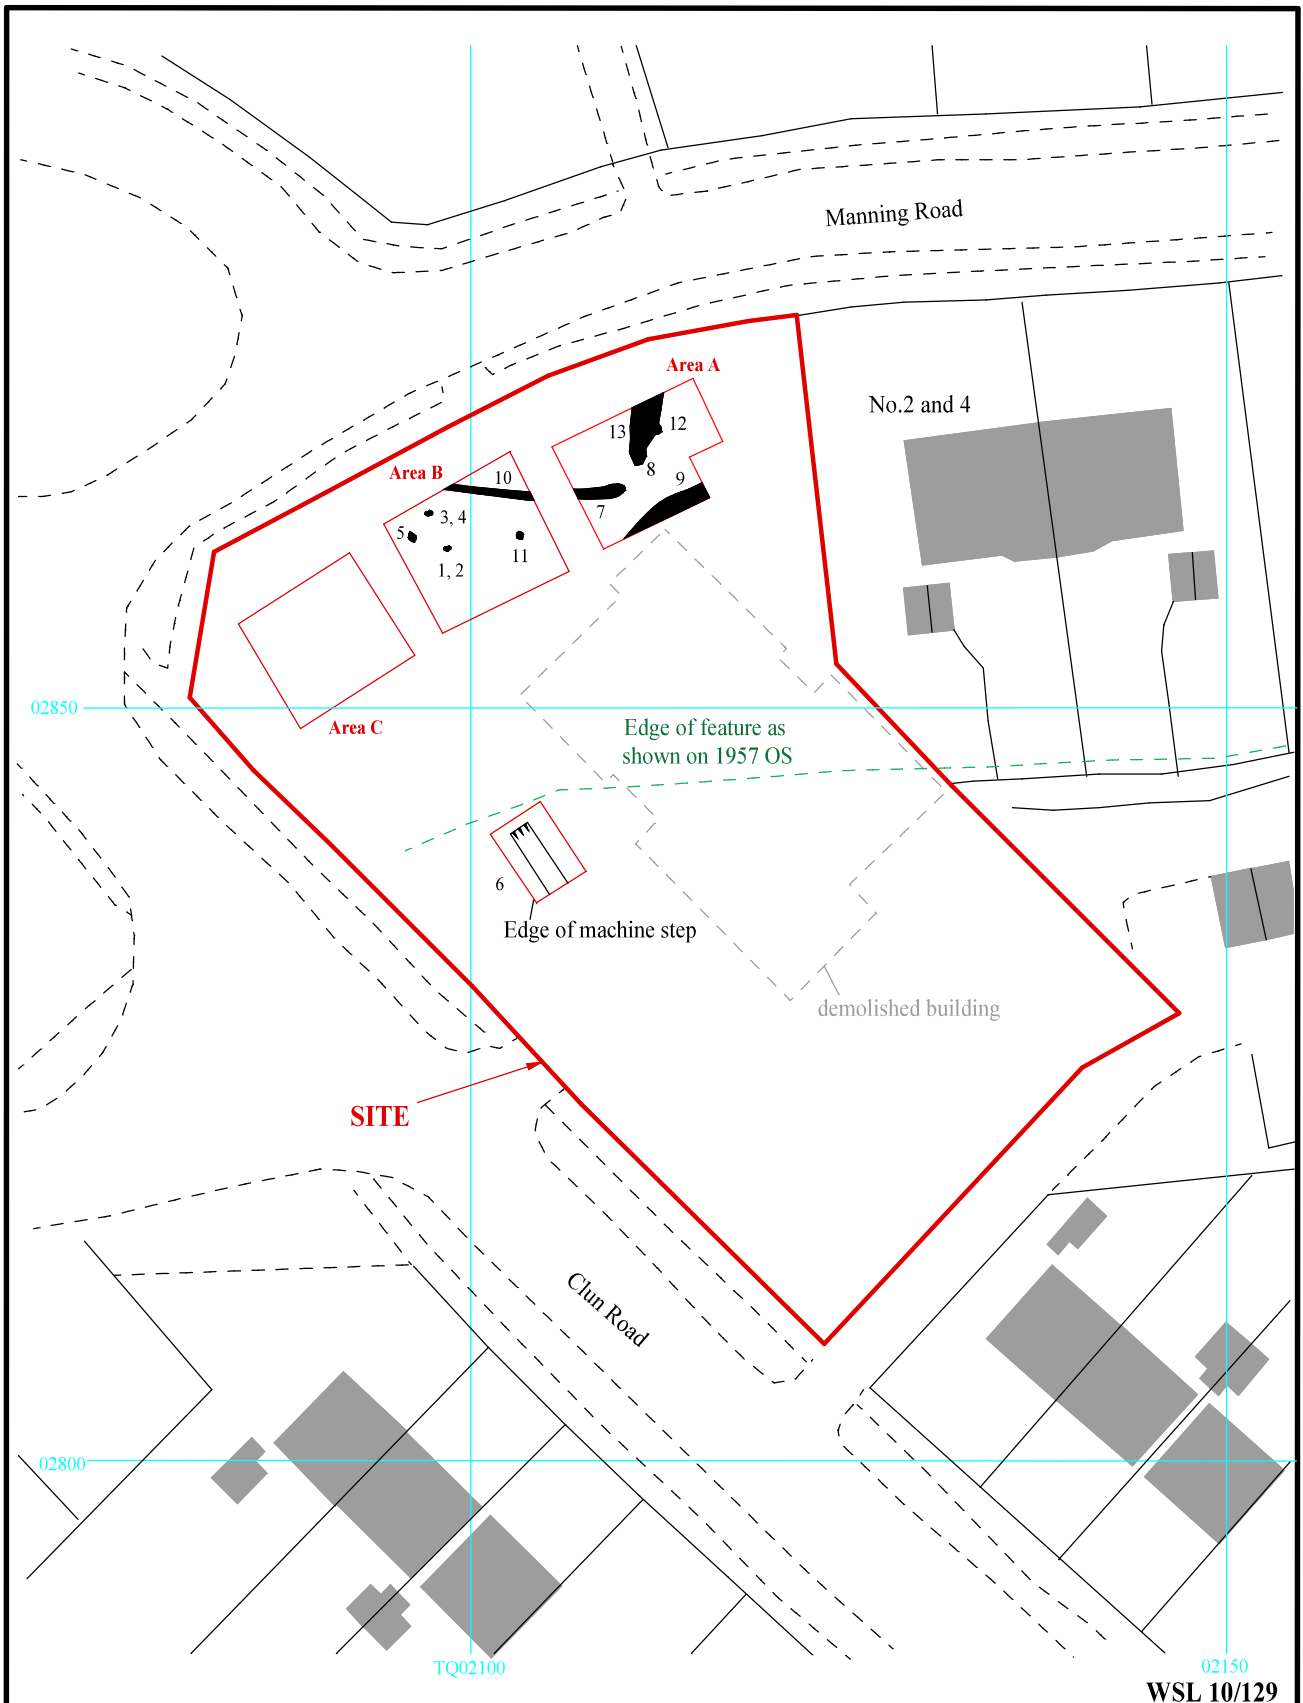 Manning Road
Area A
No.2 and 4
13
12
8
Area B
10
9
3, 4
7
5
11
1, 2
02850
Area C
Edge of feature as
shown on 1957 OS
6
Edge of machine step
demolished building
SITE
Clun Road
02800
TQ02100
02150
WSL 10/129